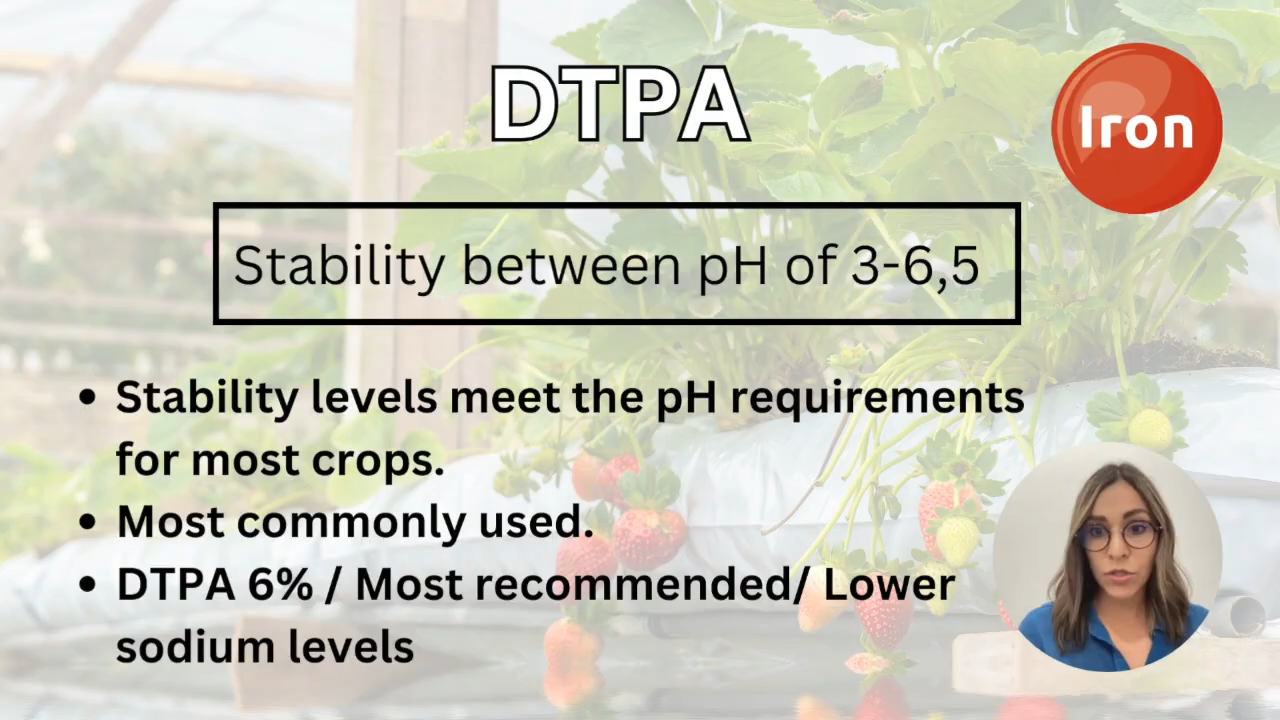 DTPA
Iron
Stability between pH of 3-6,5
• Stability levels meet the pH requirements
for most crops.
• Most commonly used.
• DTPA 6% / Most recommended/ Lower
sodium levels